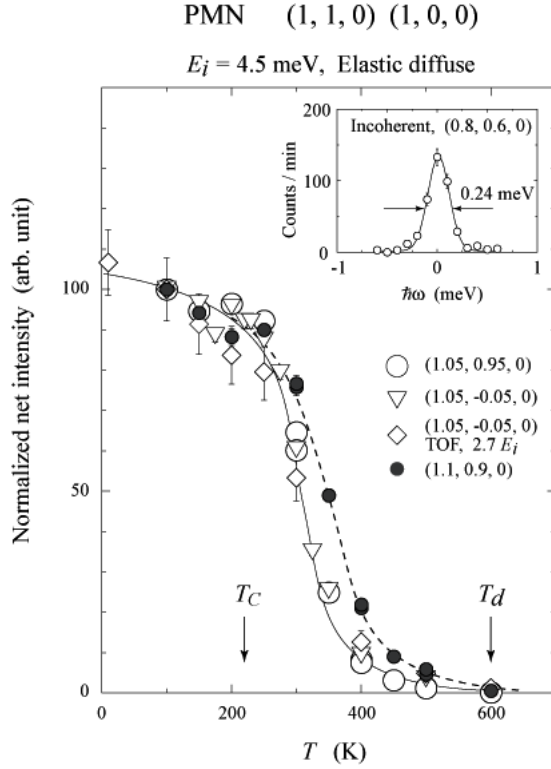 PMN (1, 1, 0) (1, 0, 0)
E_i = 4.5 meV, Elastic diffuse
Normalized net intensity (arb. unit)
100
50
0
0
200
400
600
T (K)
T_C
T_d
200
100
0
Counts / min
Incoherent, (0.8, 0.6, 0)
0.24 meV
-1
0
1
ħω (meV)
(1.05, 0.95, 0)
(1.05, -0.05, 0)
(1.05, -0.05, 0)
TOF, 2.7 E_i
(1.1, 0.9, 0)